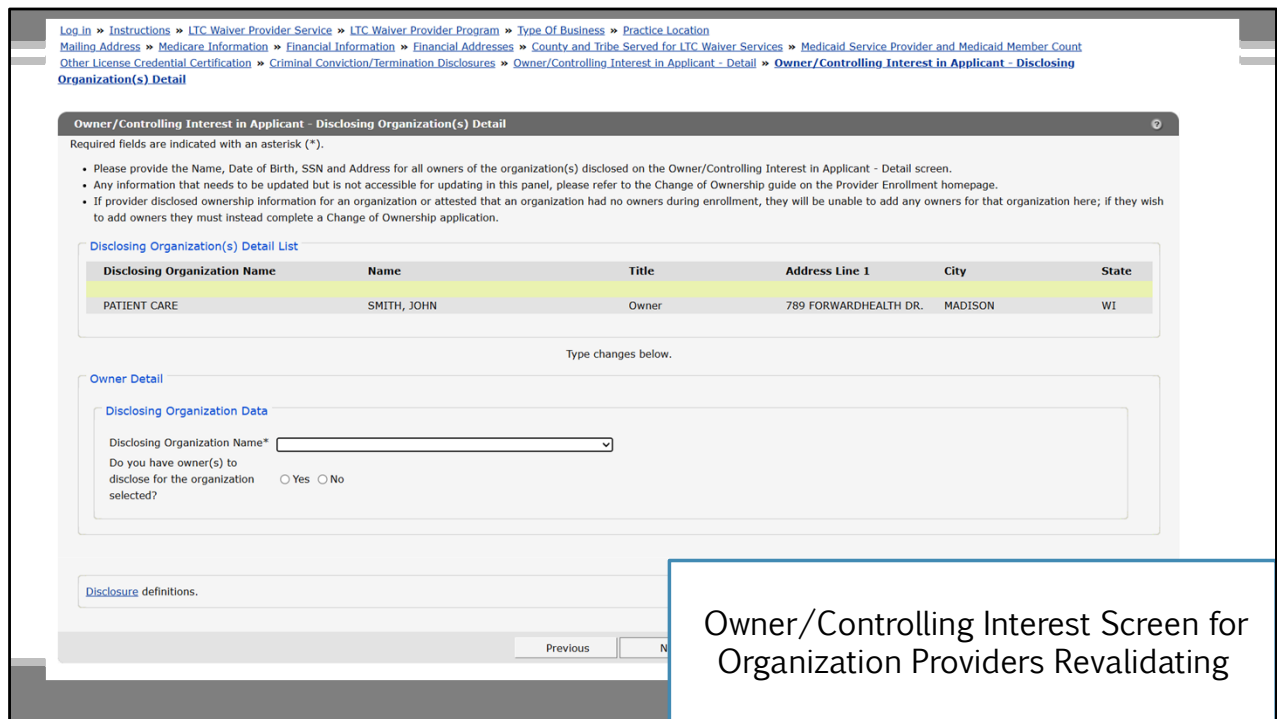 Log in » Instructions » LTC Waiver Provider Service » LTC Waiver Provider Program » Type Of Business » Practice Location
Mailing Address » Medicare Information » Financial Information » Financial Addresses » County and Tribe Served for LTC Waiver Services » Medicaid Service Provider and Medicaid Member Count
Other License Credential Certification » Criminal Conviction/Termination Disclosures » Owner/Controlling Interest in Applicant - Detail » Owner/Controlling Interest in Applicant - Disclosing
Organization(s) Detail
Owner/Controlling Interest in Applicant - Disclosing Organization(s) Detail ?
Required fields are indicated with an asterisk (*).
• Please provide the Name, Date of Birth, SSN and Address for all owners of the organization(s) disclosed on the Owner/Controlling Interest in Applicant - Detail screen.
• Any information that needs to be updated but is not accessible for updating in this panel, please refer to the Change of Ownership guide on the Provider Enrollment homepage.
• If provider disclosed ownership information for an organization or attested that an organization had no owners during enrollment, they will be unable to add any owners for that organization here; if they wish
to add owners they must instead complete a Change of Ownership application.
Disclosing Organization(s) Detail List
Disclosing Organization Name Name Title Address Line 1 City State
PATIENT CARE SMITH, JOHN Owner 789 FORWARDHEALTH DR. MADISON WI
Type changes below.
Owner Detail
Disclosing Organization Data
Disclosing Organization Name*
Do you have owner(s) to
disclose for the organization Yes No
selected?
Disclosure definitions.
Previous N
Owner/Controlling Interest Screen for
Organization Providers Revalidating